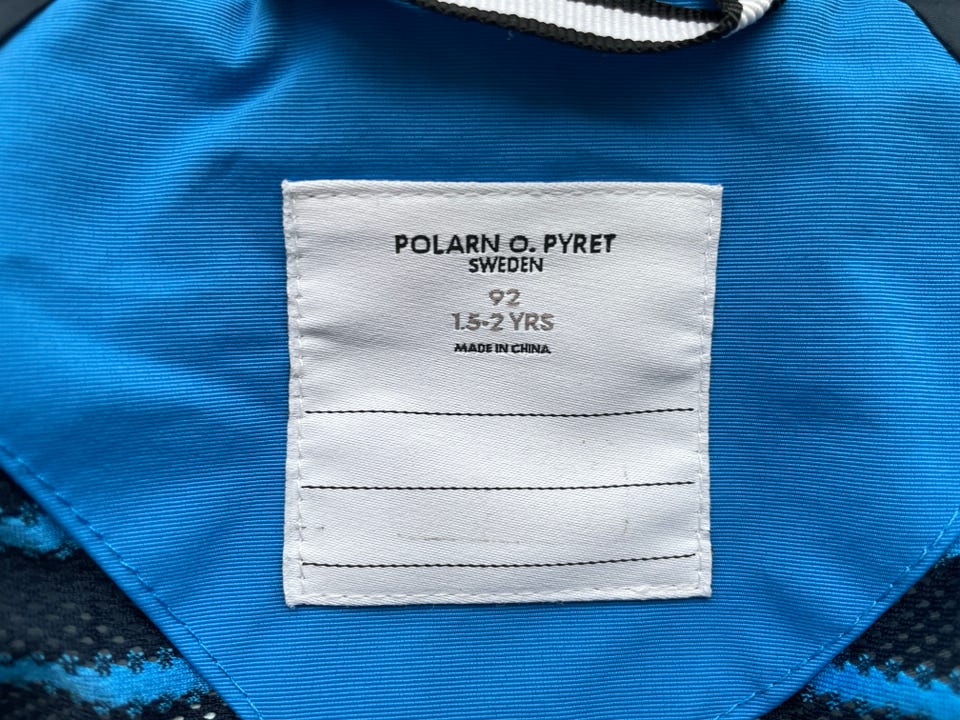 POLARN O. PYRET
SWEDEN
92
1.5-2 YRS
MADE IN CHINA